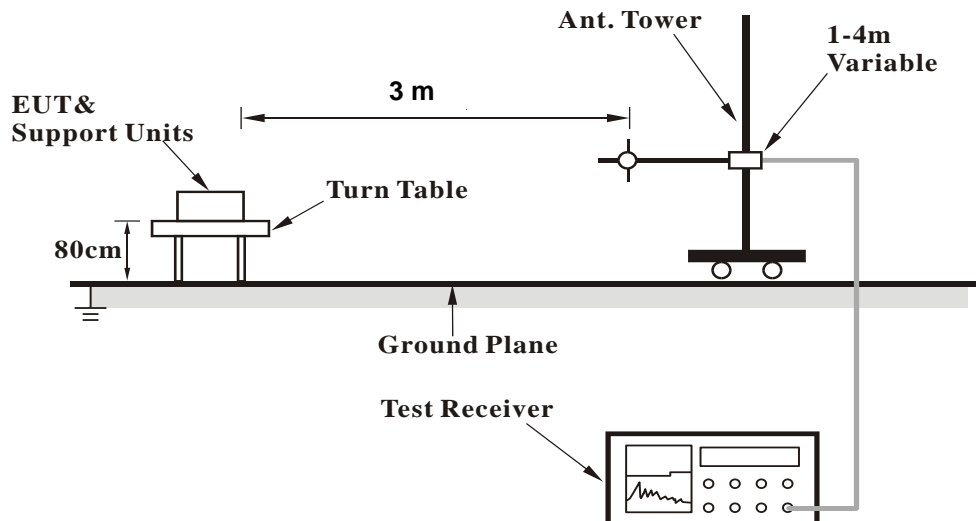 Ant. Tower
1-4m
Variable
3 m
EUT&
Support Units
Turn Table
80cm
Ground Plane
Test Receiver